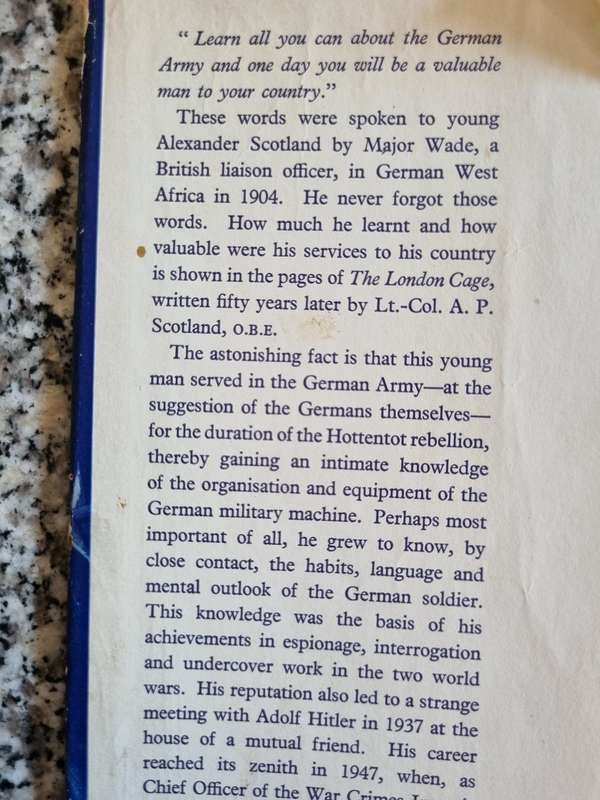 “ Learn all you can about the German
Army and one day you will be a valuable
man to your country.”
These words were spoken to young
Alexander Scotland by Major Wade, a
British liaison officer, in German West
Africa in 1904. He never forgot those
words. How much he learnt and how
valuable were his services to his country
is shown in the pages of The London Cage,
written fifty years later by Lt.-Col. A. P.
Scotland, O.B.E.
The astonishing fact is that this young
man served in the German Army—at the
suggestion of the Germans themselves—
for the duration of the Hottentot rebellion,
thereby gaining an intimate knowledge
of the organisation and equipment of the
German military machine. Perhaps most
important of all, he grew to know, by
close contact, the habits, language and
mental outlook of the German soldier.
This knowledge was the basis of his
achievements in espionage, interrogation
and undercover work in the two world
wars. His reputation also led to a strange
meeting with Adolf Hitler in 1937 at the
house of a mutual friend. His career
reached its zenith in 1947, when, as
Chief Officer of the War Crimes